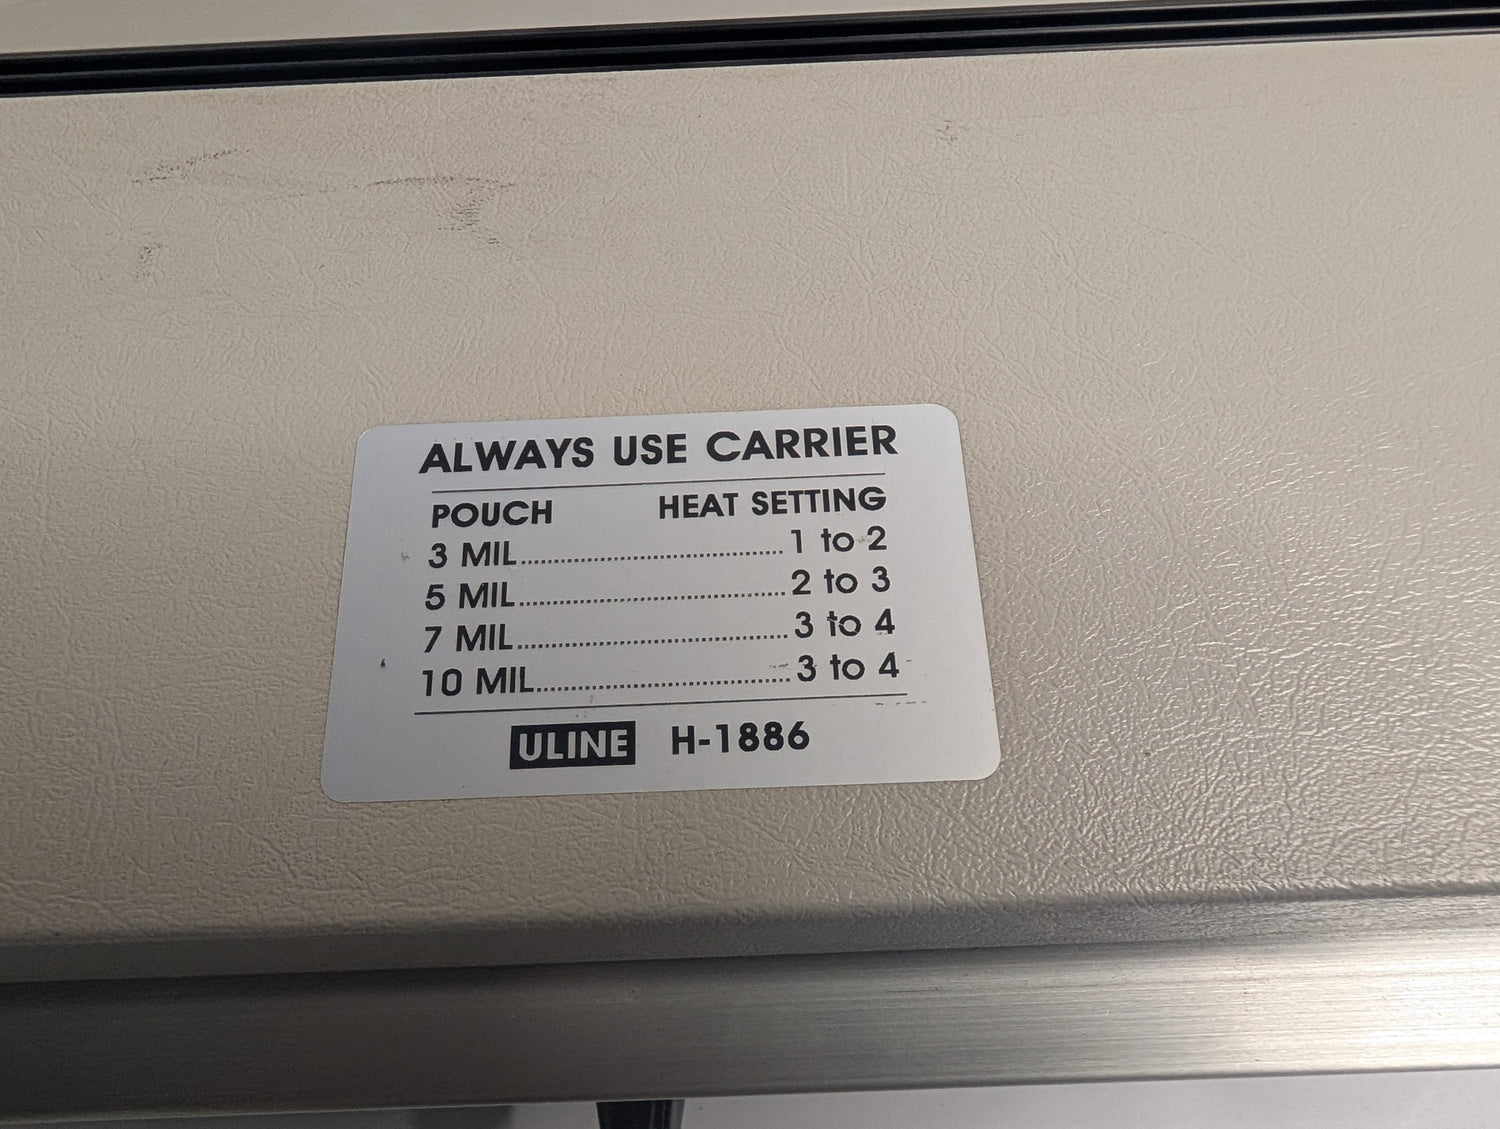 ALWAYS USE CARRIER
POUCH HEAT SETTING
3 MIL........................................1 to 2
5 MIL........................................2 to 3
7 MIL........................................3 to 4
10 MIL......................................3 to 4
ULINE H-1886